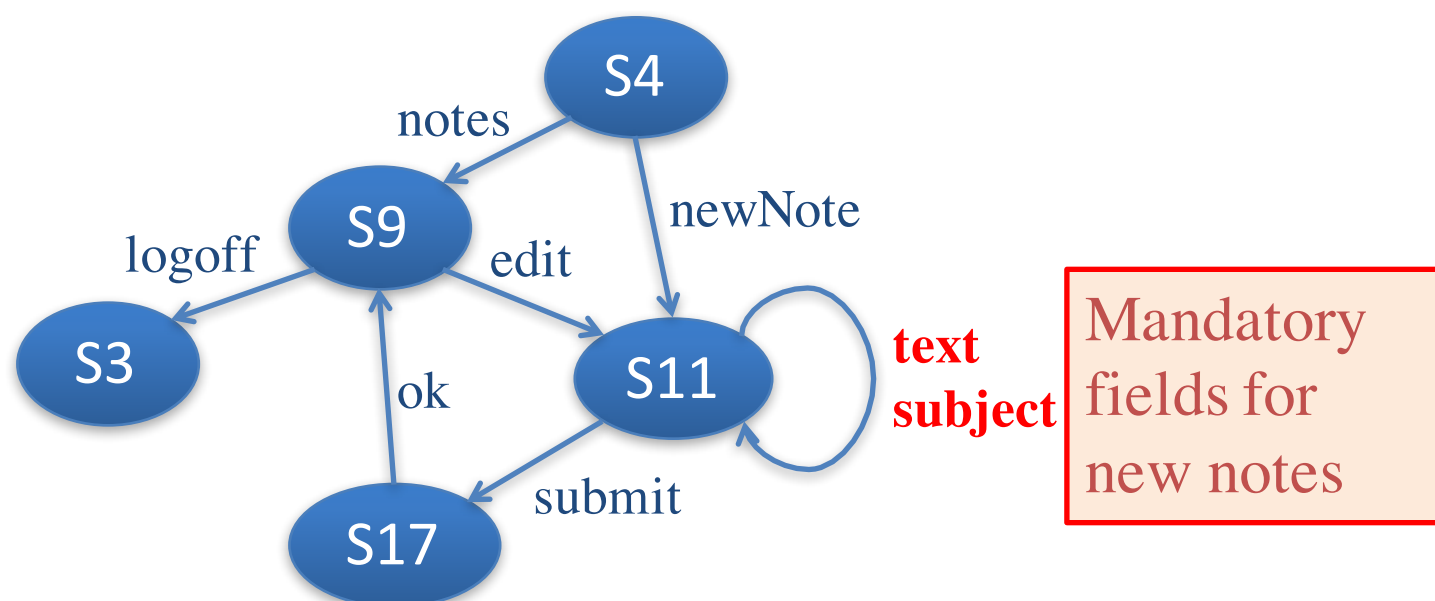 S4
notes
newNote
S9
logoff
edit
S3
ok
S11
text
subject
Mandatory
fields for
new notes
submit
S17